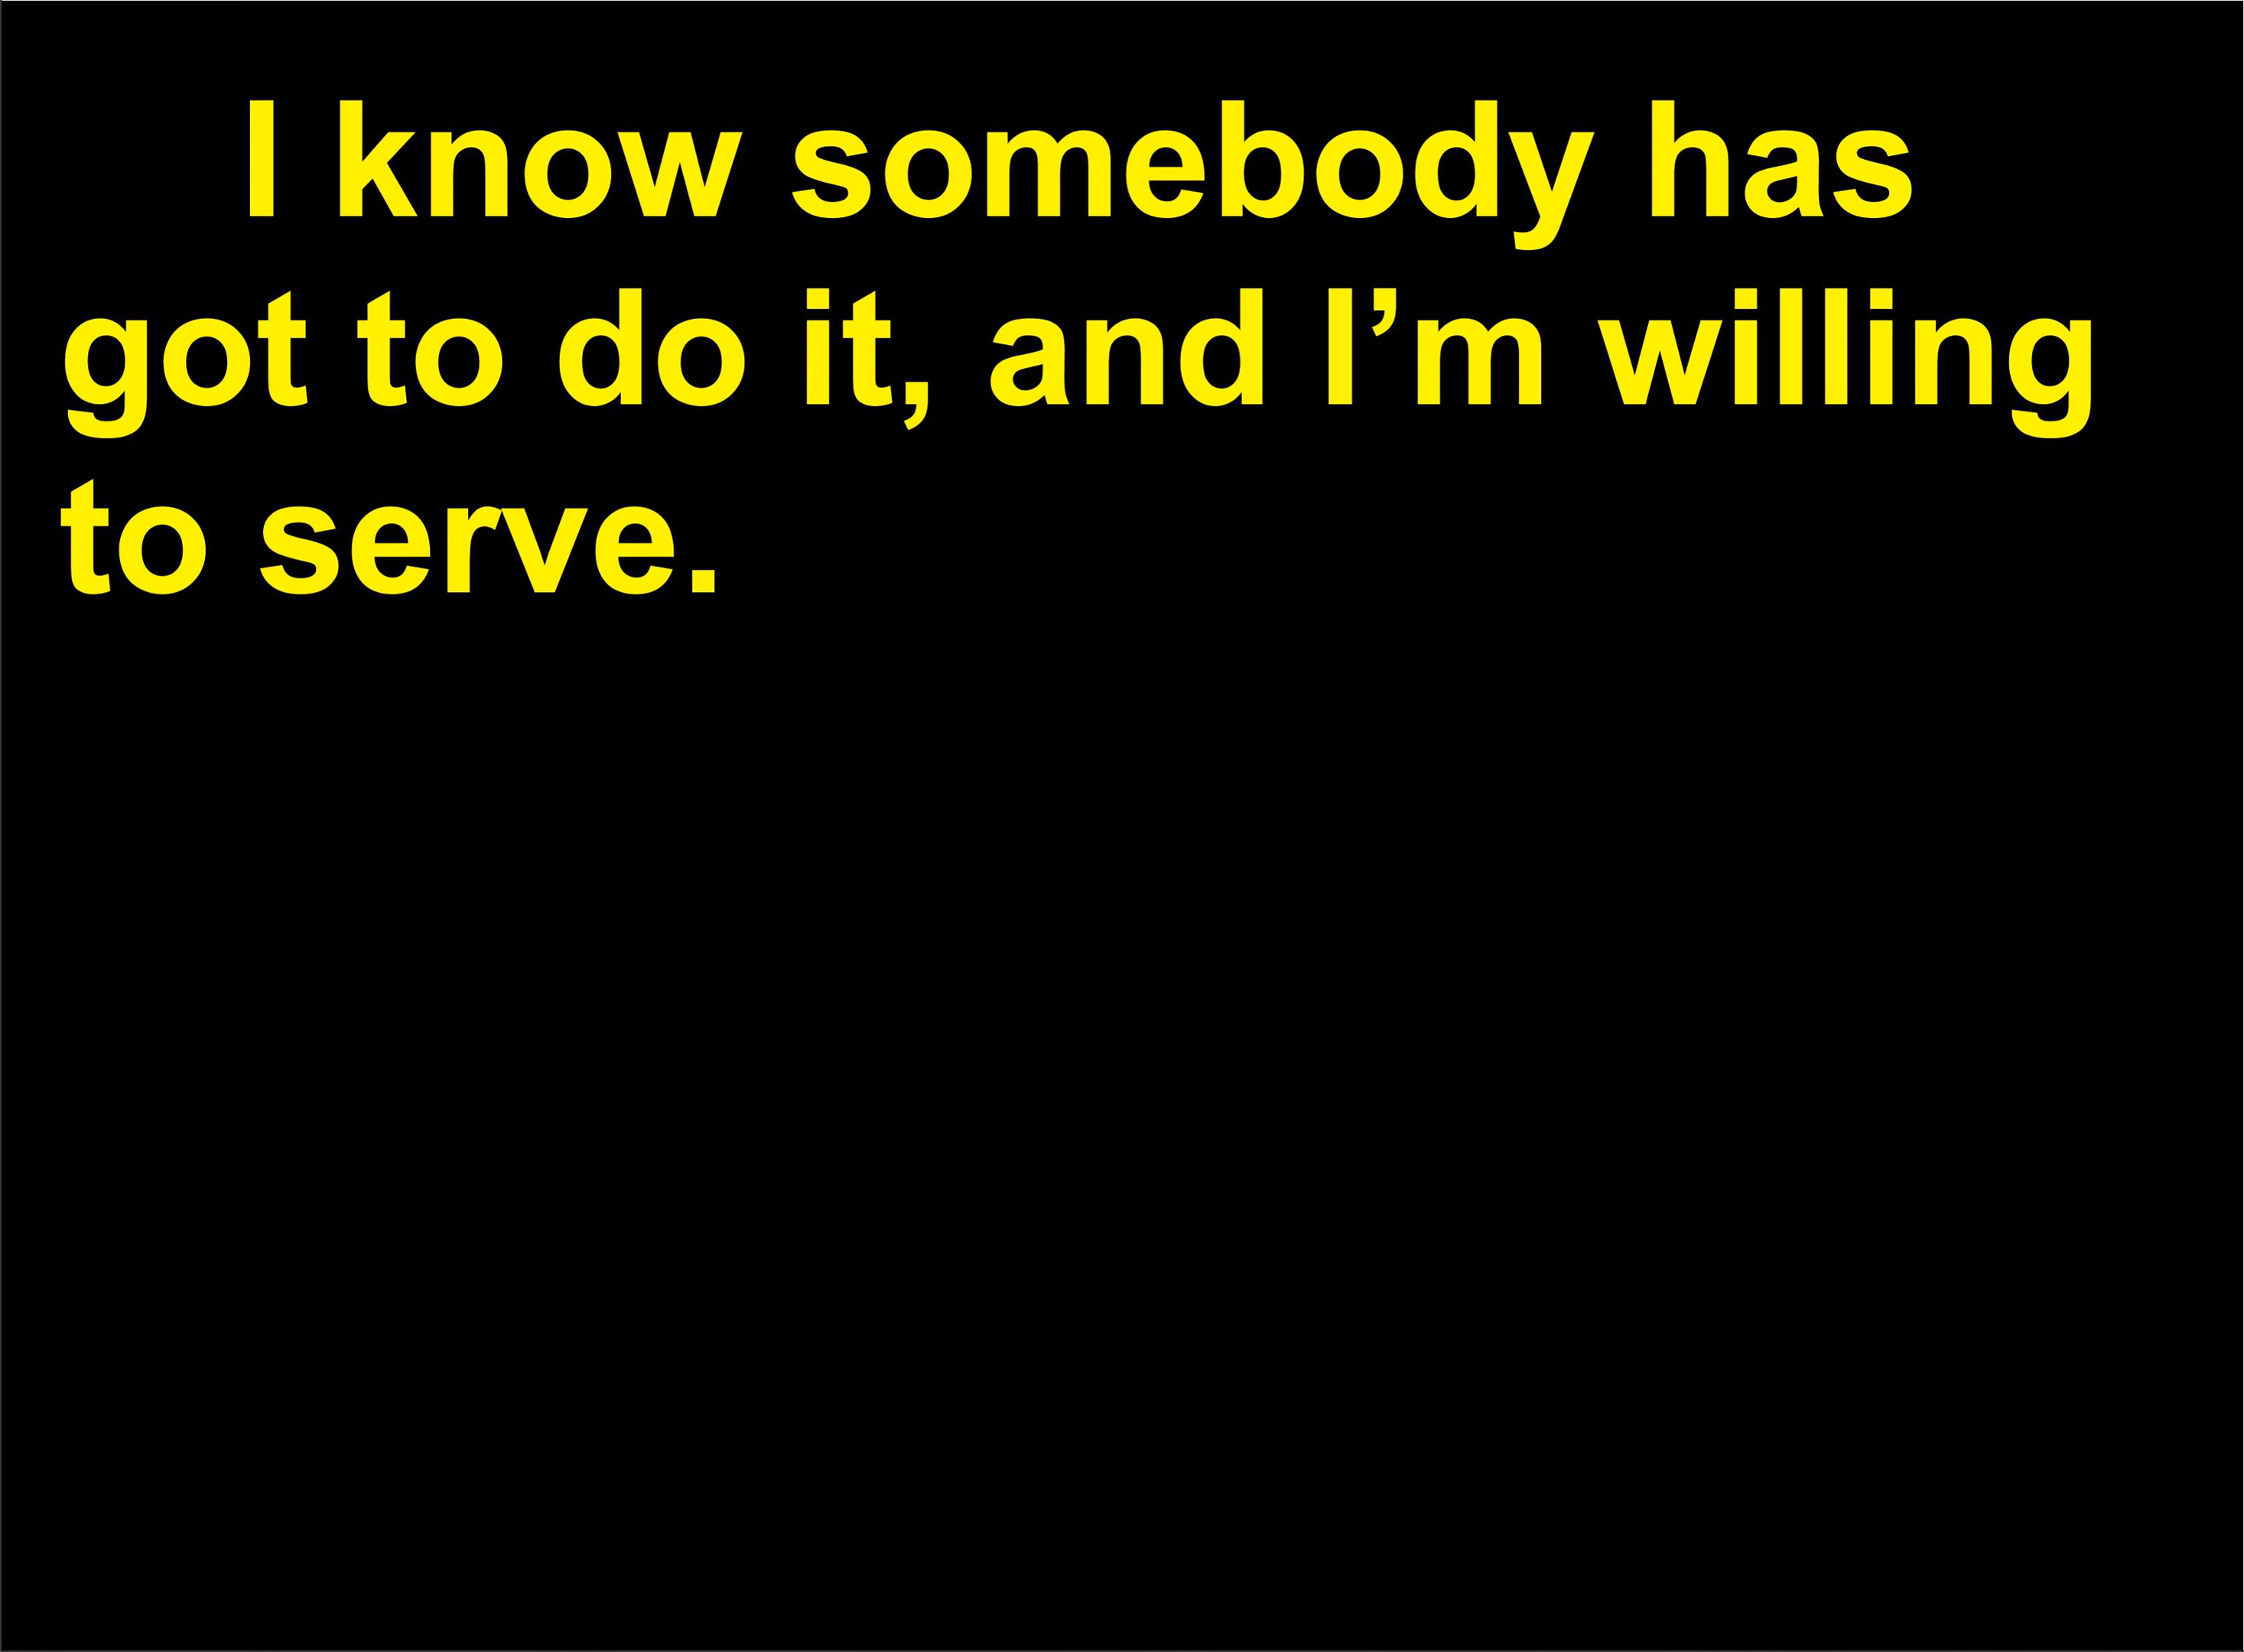 I know somebody has
got to do it, and I’m willing
to serve.